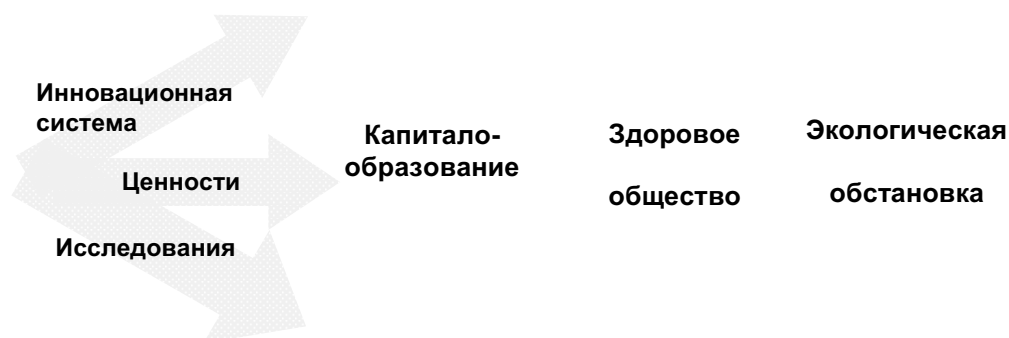 Инновационная
система
Ценности
Исследования
Капитало-
образование
Здоровое
общество
Экологическая
обстановка